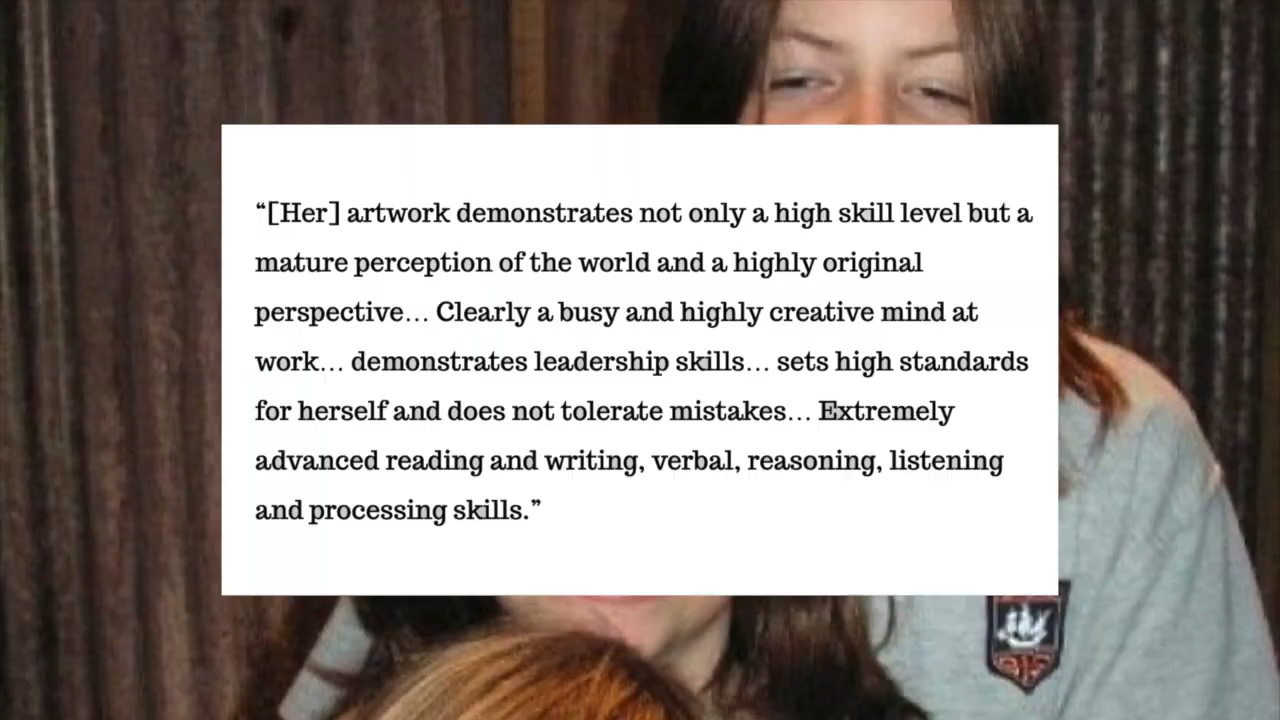 “[Her] artwork demonstrates not only a high skill level but a
mature perception of the world and a highly original
perspective… Clearly a busy and highly creative mind at
work… demonstrates leadership skills… sets high standards
for herself and does not tolerate mistakes… Extremely
advanced reading and writing, verbal, reasoning, listening
and processing skills.”